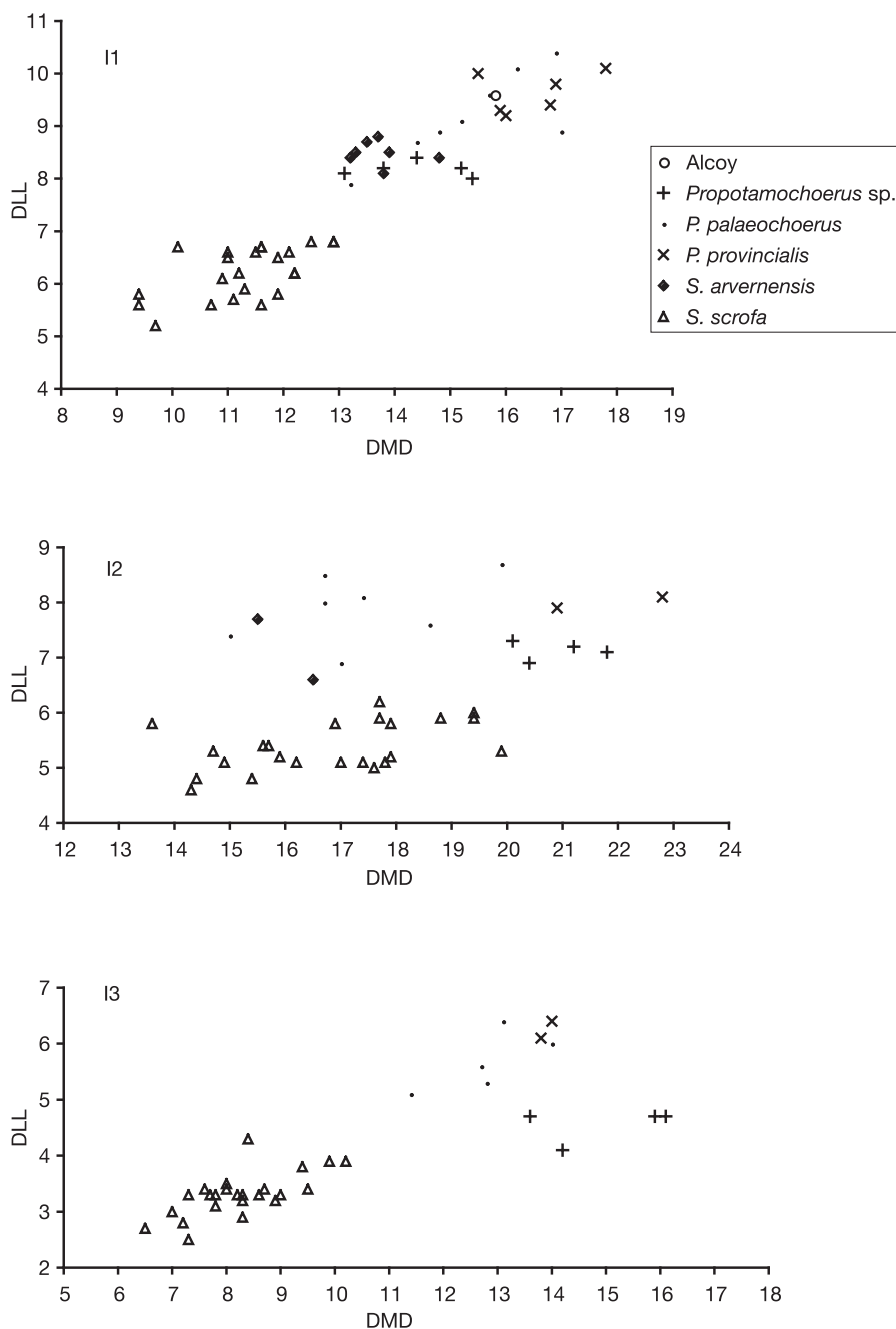 11
I1
10
9
8
7
6
5
4
DLL
8 9 10 11 12 13 14 15 16 17 18 19
DMD
Alcoy
Propotamochoerus sp.
P. palaeochoerus
P. provincialis
S. arvernensis
S. scrofa
9
I2
8
7
6
5
4
DLL
12 13 14 15 16 17 18 19 20 21 22 23 24
DMD
7
I3
6
5
4
3
2
DLL
5 6 7 8 9 10 11 12 13 14 15 16 17 18
DMD